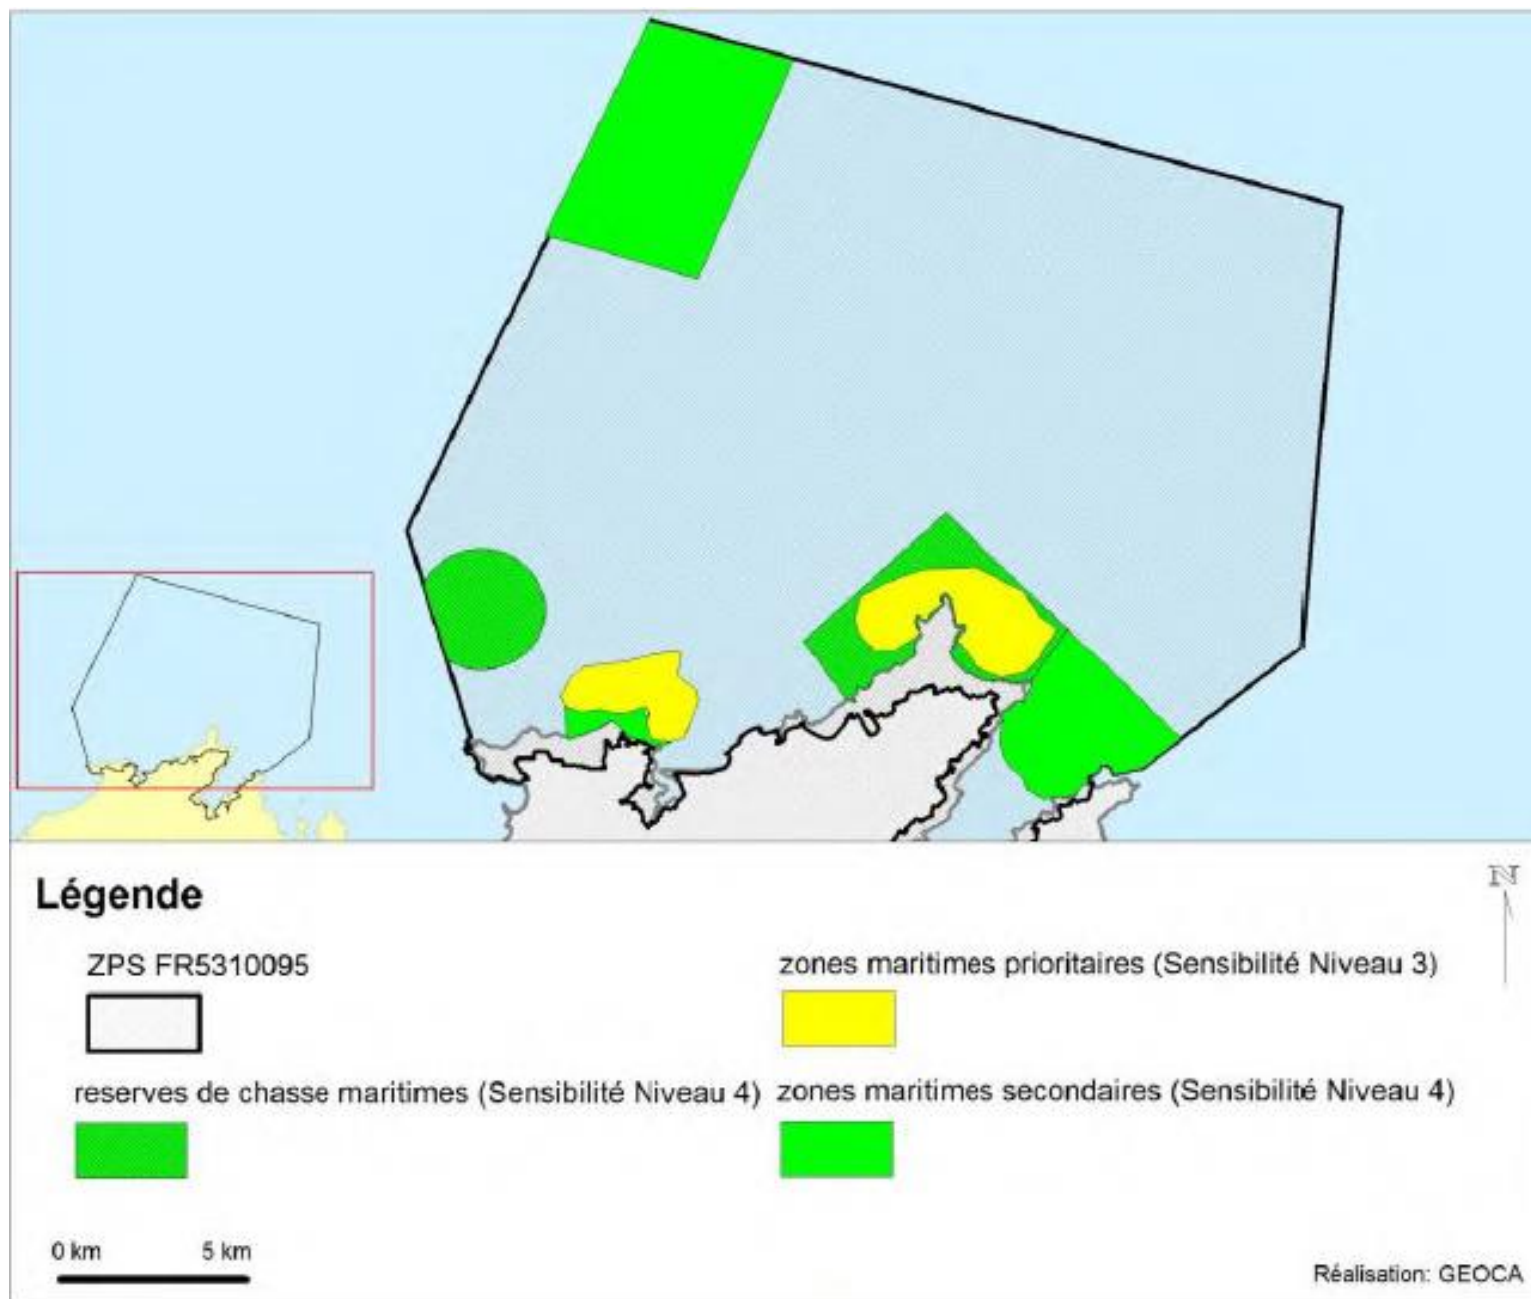 Légende
N
ZPS FR5310095
zones maritimes prioritaires (Sensibilité Niveau 3)
reserves de chasse maritimes (Sensibilité Niveau 4)
zones maritimes secondaires (Sensibilité Niveau 4)
0 km 5 km
Réalisation: GEOCA